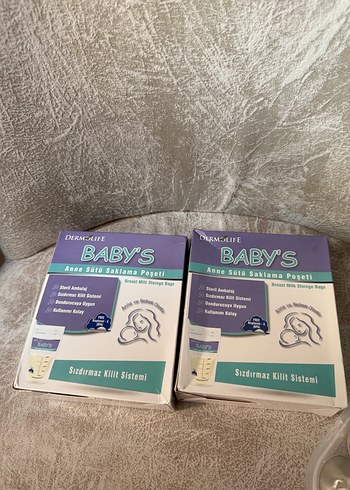 DERMOLIFE
BABY'S
Anne Sütü Saklama Poşeti
Breast Milk Storage Bags
Steril Ambalaj
Sızdırmaz Kilit Sistemi
Dondurucuya Uygun
Kullanımı Kolay
Sızdırmaz Kilit Sistemi
DERMOLIFE
BABY'S
Anne Sütü Saklama Poşeti
Breast Milk Storage Bags
Steril Ambalaj
Sızdırmaz Kilit Sistemi
Dondurucuya Uygun
Kullanımı Kolay
Sızdırmaz Kilit Sistemi